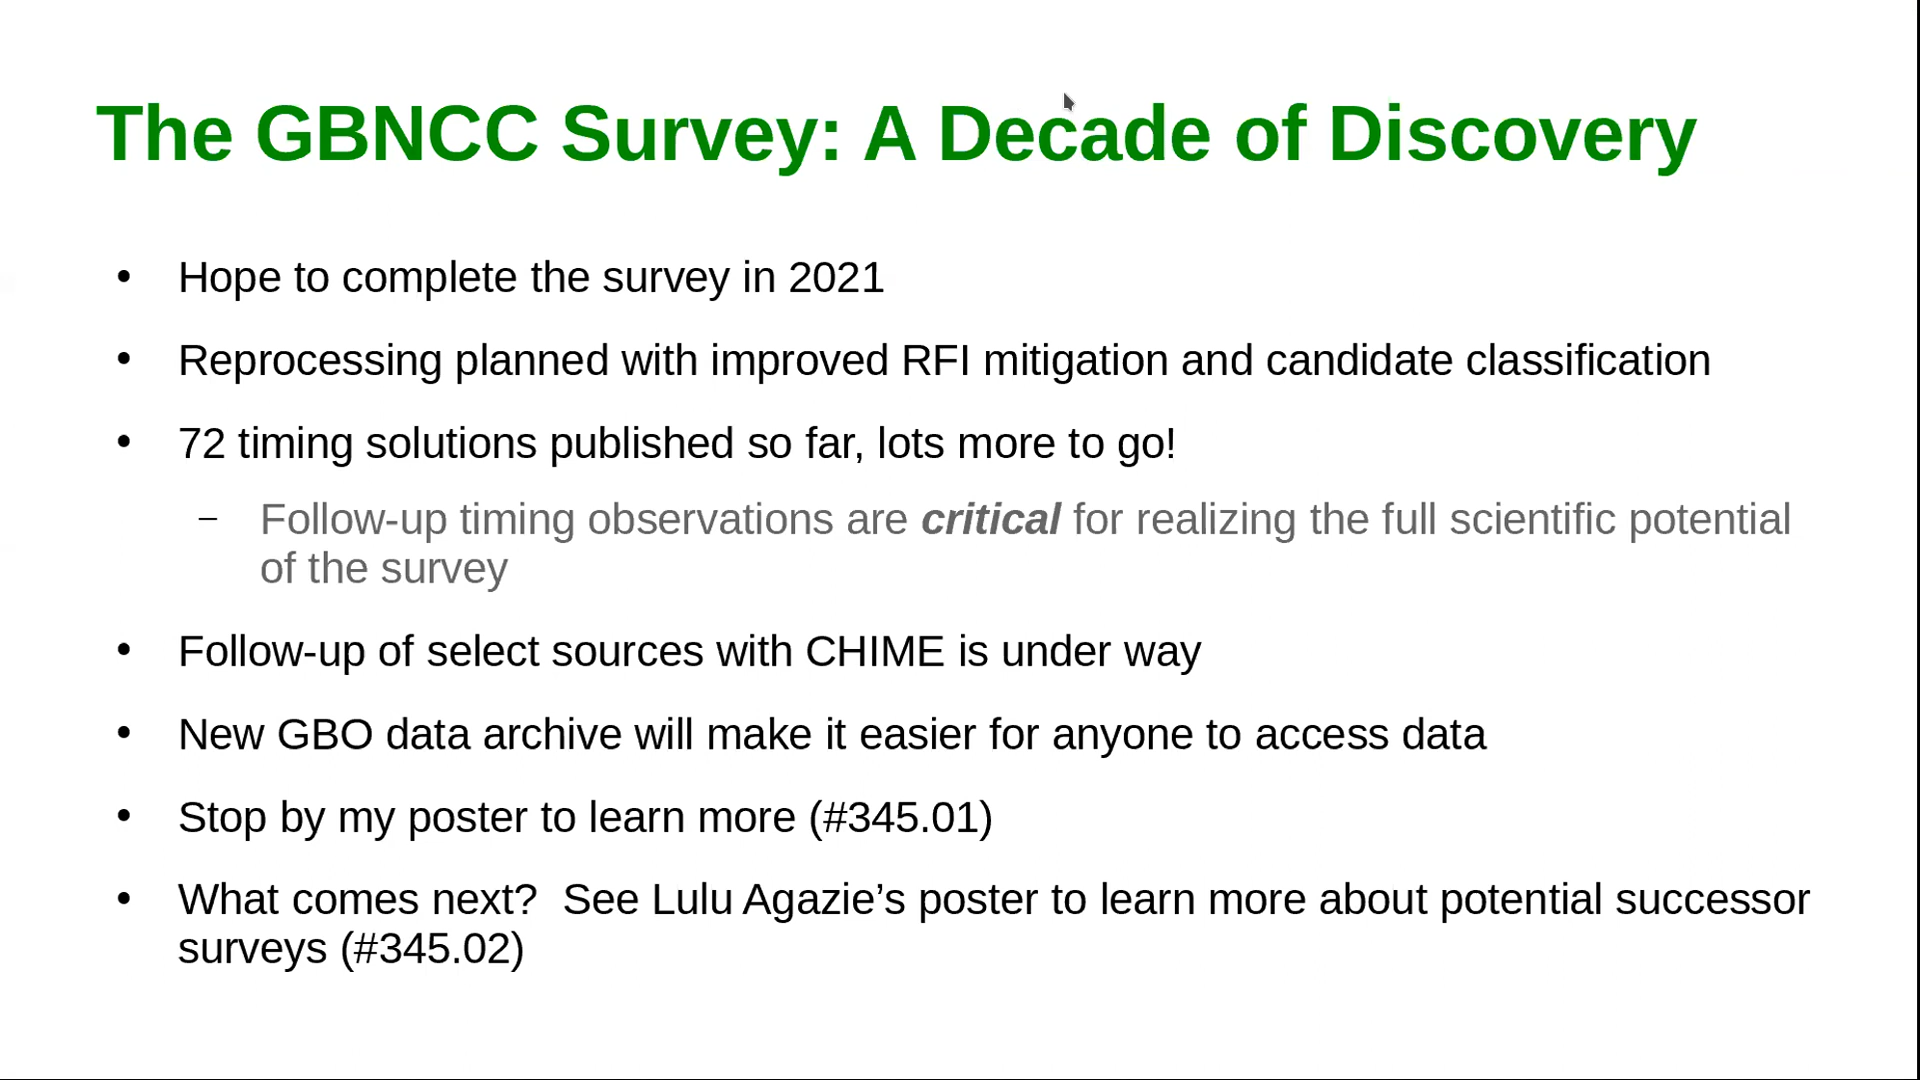 The GBNCC Survey: A Decade of Discovery
• Hope to complete the survey in 2021
• Reprocessing planned with improved RFI mitigation and candidate classification
• 72 timing solutions published so far, lots more to go!
– Follow-up timing observations are critical for realizing the full scientific potential
of the survey
• Follow-up of select sources with CHIME is under way
• New GBO data archive will make it easier for anyone to access data
• Stop by my poster to learn more (#345.01)
• What comes next?  See Lulu Agazie’s poster to learn more about potential successor
surveys (#345.02)